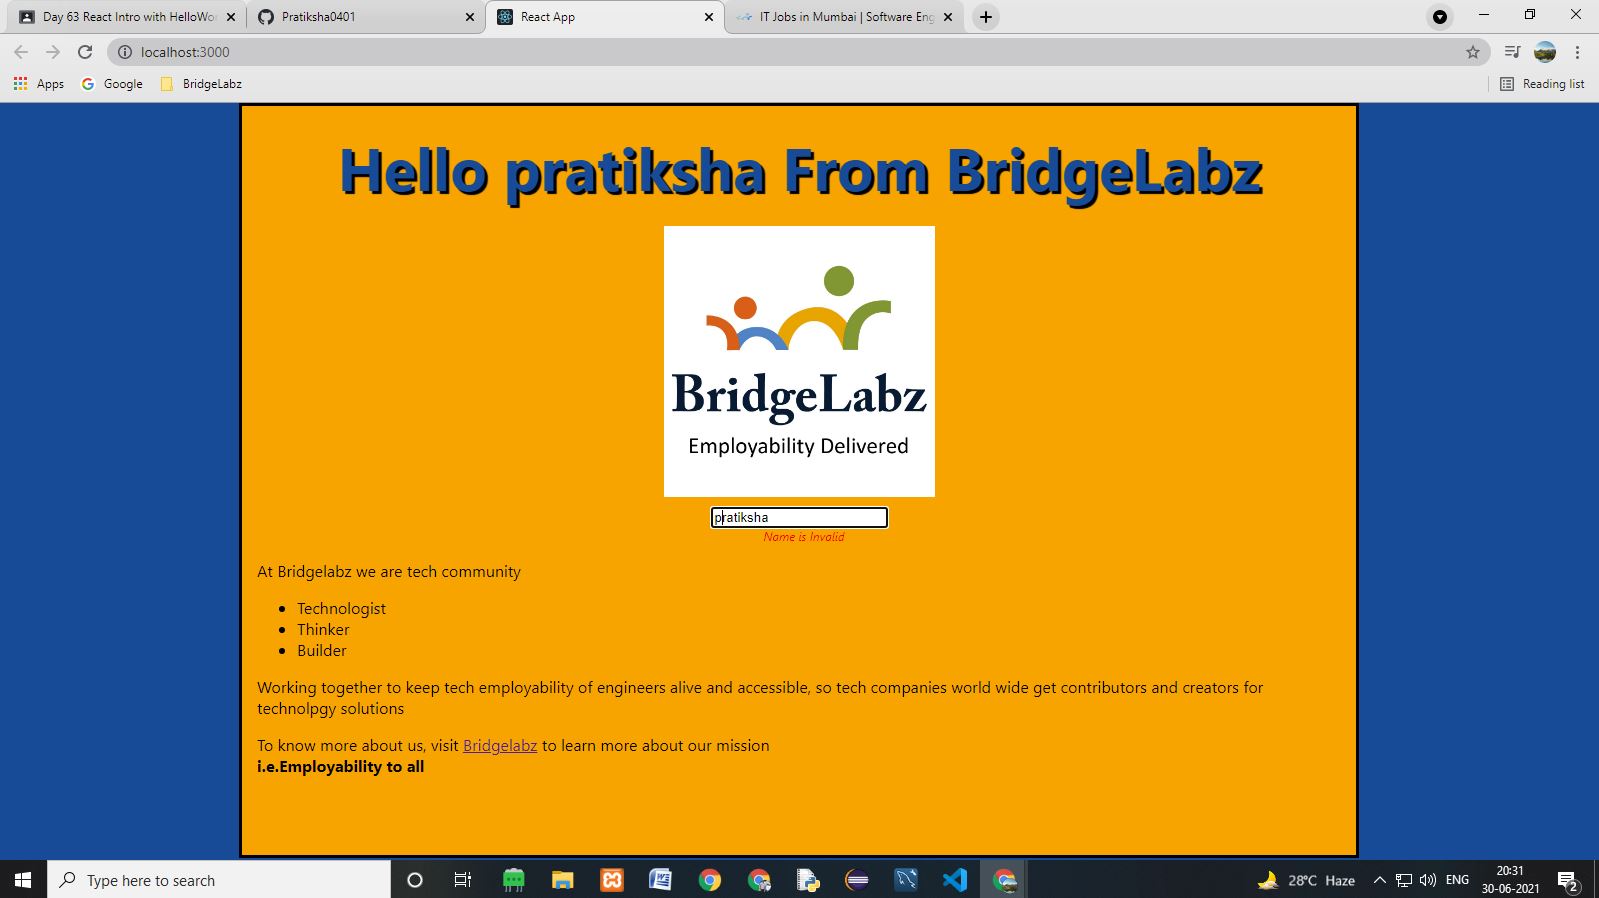 Day 63 React Intro with HelloWor
Pratiksha0401
React App
IT Jobs in Mumbai | Software Eng
localhost:3000
Apps
Google
BridgeLabz
Reading list
Hello pratiksha From BridgeLabz
BridgeLabz
Employability Delivered
pratiksha
Name is Invalid
At Bridgelabz we are tech community
Technologist
Thinker
Builder
Working together to keep tech employability of engineers alive and accessible, so tech companies world wide get contributors and creators for
technolpgy solutions
To know more about us, visit Bridgelabz to learn more about our mission
i.e.Employability to all
Type here to search
28°C Haze
ENG
20:31
30-06-2021
2